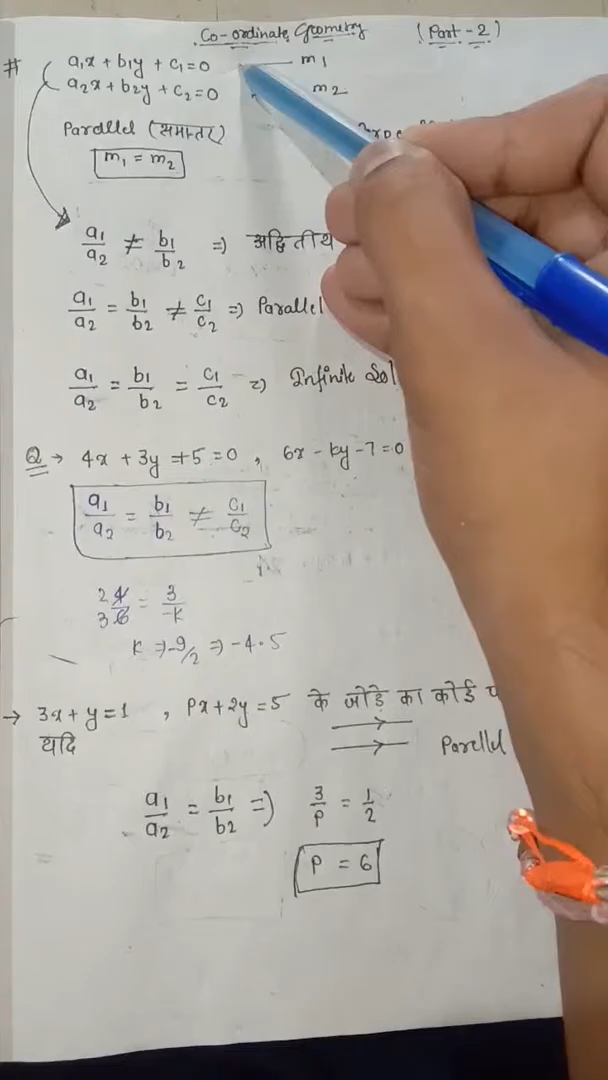 Co-ordinate Geometry (Part - 2)
# a₁x + b₁y + c₁ = 0 m₁
a₂x + b₂y + c₂ = 0 m₂
Parallel (समान्तर)
m₁ = m₂
a₁/a₂ ≠ b₁/b₂ => अद्वितीय
a₁/a₂ = b₁/b₂ ≠ c₁/c₂ => Parallel
a₁/a₂ = b₁/b₂ = c₁/c₂ => Infinite Sol
Q → 4x + 3y + 5 = 0 , 6x - ky - 7 = 0
a₁/a₂ = b₁/b₂ ≠ c₁/c₂
2 4/3 6 = 3/-K
K => -9/2 => -4.5
→ 3x + y = 1 , Px + 2y = 5 के जोड़े का कोई
यदि Parellel
a₁/a₂ = b₁/b₂ => 3/P = 1/2
P = 6